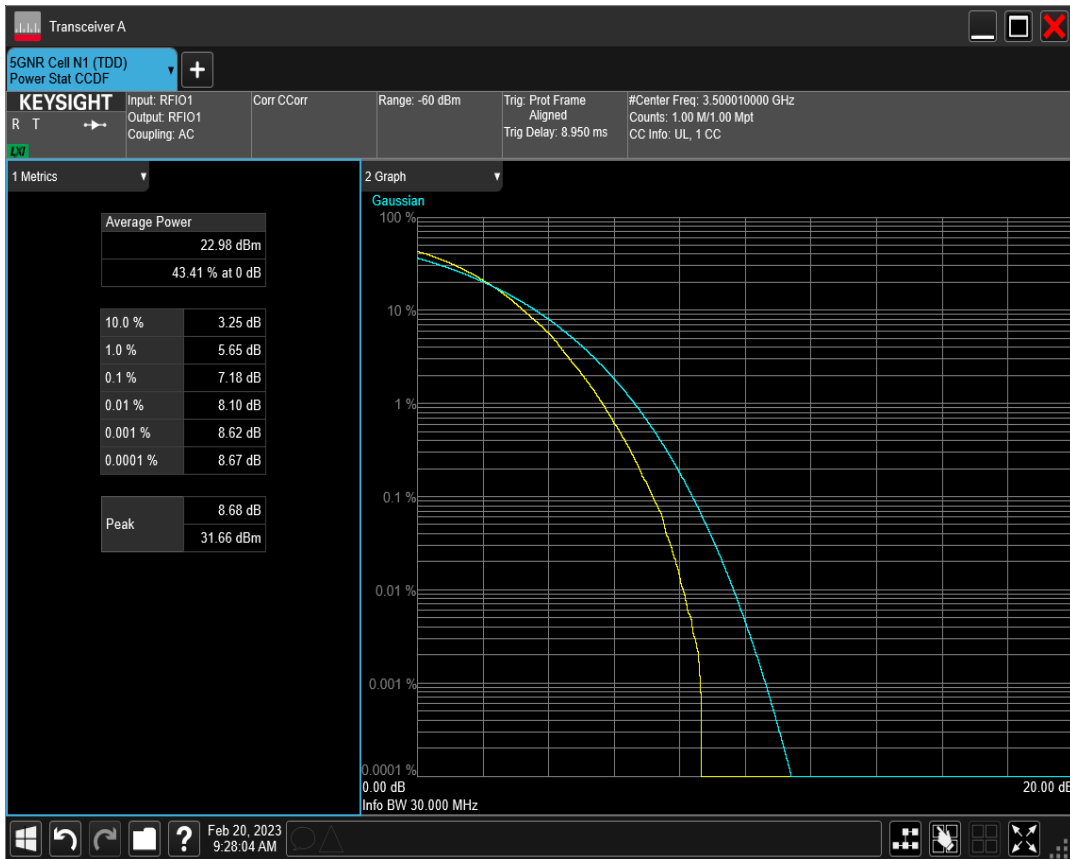 Transceiver A
5GNR Cell N1 (TDD)
Power Stat CCDF
+
KEYSIGHT
R T
LXI
Input: RFIO1
Output: RFIO1
Coupling: AC
Corr CCorr
Range: -60 dBm
Trig: Prot Frame
Aligned
Trig Delay: 8.950 ms
#Center Freq: 3.500010000 GHz
Counts: 1.00 M/1.00 Mpt
CC Info: UL, 1 CC
1 Metrics
Average Power
22.98 dBm
43.41 % at 0 dB
10.0 % 3.25 dB
1.0 % 5.65 dB
0.1 % 7.18 dB
0.01 % 8.10 dB
0.001 % 8.62 dB
0.0001 % 8.67 dB
Peak
8.68 dB
31.66 dBm
2 Graph
Gaussian
100 %
10 %
1 %
0.1 %
0.01 %
0.001 %
0.0001 %
0.00 dB 20.00 dB
Info BW 30.000 MHz
?
Feb 20, 2023
9:28:04 AM